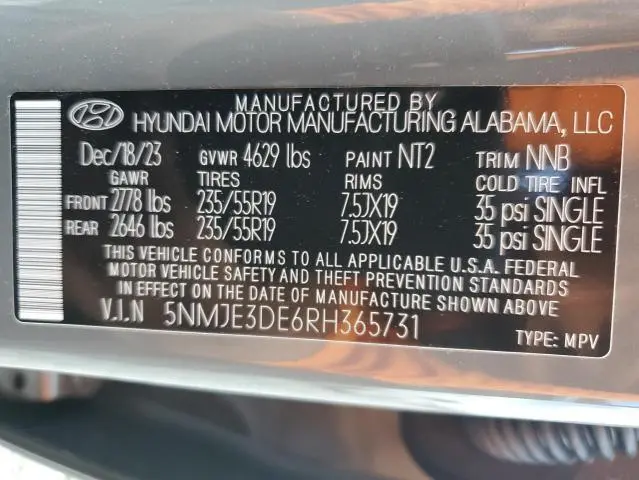 MANUFACTURED BY
HYUNDAI MOTOR MANUFACTURING ALABAMA, LLC
Dec/18/23 GVWR 4629 lbs PAINT NT2 TRIM NNB
GAWR TIRES RIMS COLD TIRE INFL
FRONT 2778 lbs 235/55R19 7.5JX19 35 psi SINGLE
REAR 2646 lbs 235/55R19 7.5JX19 35 psi SINGLE
THIS VEHICLE CONFORMS TO ALL APPLICABLE U.S.A. FEDERAL
MOTOR VEHICLE SAFETY AND THEFT PREVENTION STANDARDS
IN EFFECT ON THE DATE OF MANUFACTURE SHOWN ABOVE
V.I.N 5NMJE3DE6RH365731 TYPE: MPV